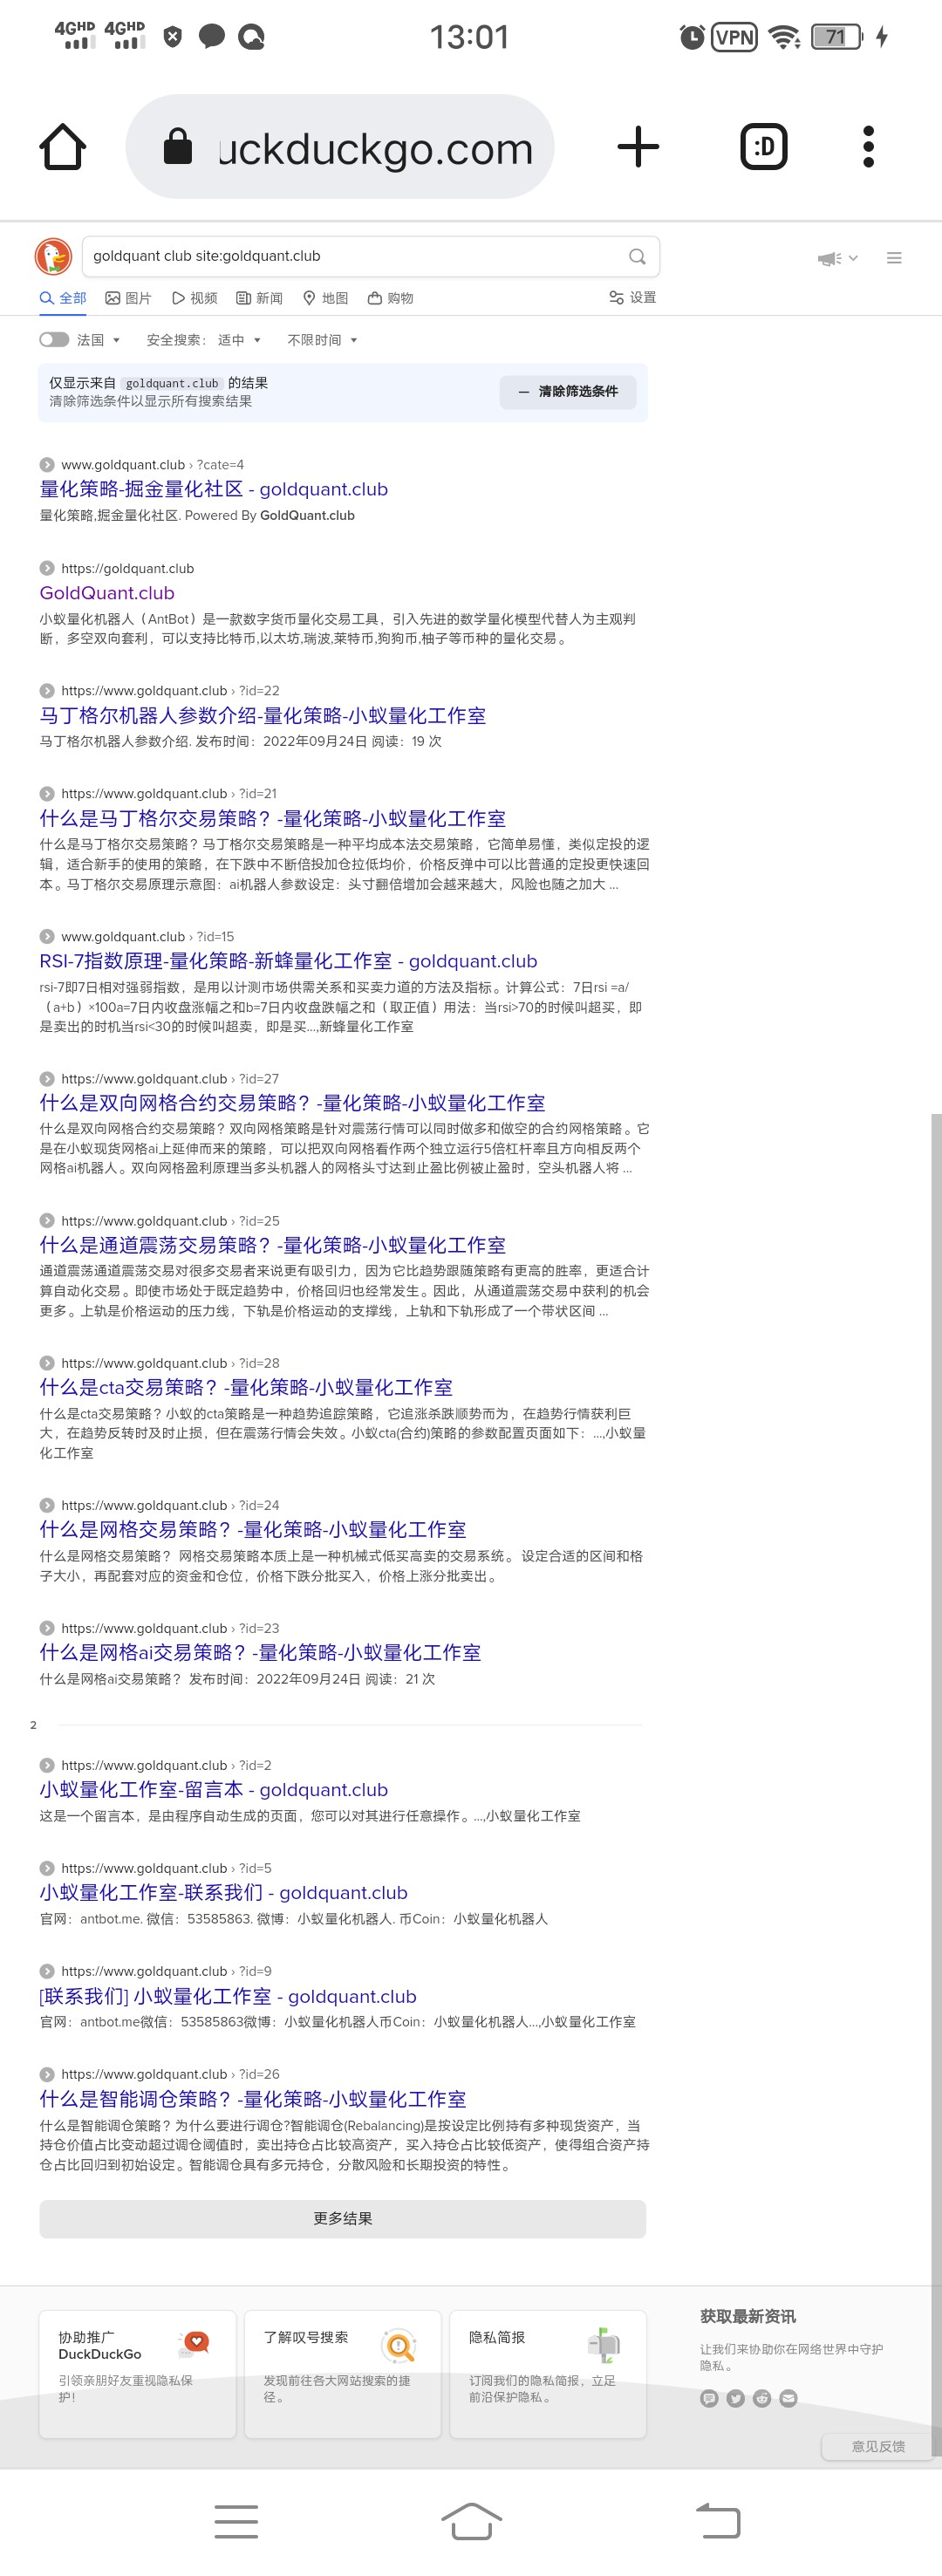 4GHD 4GHD 13:01 VPN 71
uckduckgo.com :D
goldquant club site:goldquant.club
全部 图片 视频 新闻 地图 购物 设置
法国 安全搜索： 适中 不限时间
仅显示来自 goldquant.club 的结果
清除筛选条件以显示所有搜索结果
— 清除筛选条件
www.goldquant.club › ?cate=4
量化策略-掘金量化社区 - goldquant.club
量化策略,掘金量化社区. Powered By GoldQuant.club
https://goldquant.club
GoldQuant.club
小蚁量化机器人（AntBot）是一款数字货币量化交易工具，引入先进的数学量化模型代替人为主观判
断，多空双向套利，可以支持比特币,以太坊,瑞波,莱特币,狗狗币,柚子等币种的量化交易。
https://www.goldquant.club › ?id=22
马丁格尔机器人参数介绍-量化策略-小蚁量化工作室
马丁格尔机器人参数介绍. 发布时间：2022年09月24日 阅读：19 次
https://www.goldquant.club › ?id=21
什么是马丁格尔交易策略？-量化策略-小蚁量化工作室
什么是马丁格尔交易策略？马丁格尔交易策略是一种平均成本法交易策略，它简单易懂，类似定投的逻
辑，适合新手的使用的策略，在下跌中不断倍投加仓拉低均价，价格反弹中可以比普通的定投更快速回
本。马丁格尔交易原理示意图：ai机器人参数设定：头寸翻倍增加会越来越大，风险也随之加大 ...
www.goldquant.club › ?id=15
RSI-7指数原理-量化策略-新蜂量化工作室 - goldquant.club
rsi-7即7日相对强弱指数，是用以计测市场供需关系和买卖力道的方法及指标。计算公式：7日rsi =a/
（a+b）×100a=7日内收盘涨幅之和b=7日内收盘跌幅之和（取正值）用法：当rsi>70的时候叫超买，即
是卖出的时机当rsi<30的时候叫超卖，即是买...,新蜂量化工作室
https://www.goldquant.club › ?id=27
什么是双向网格合约交易策略？-量化策略-小蚁量化工作室
什么是双向网格合约交易策略？双向网格策略是针对震荡行情可以同时做多和做空的合约网格策略。它
是在小蚁现货网格ai上延伸而来的策略，可以把双向网格看作两个独立运行5倍杠杆率且方向相反两个
网格ai机器人。双向网格盈利原理当多头机器人的网格头寸达到止盈比例被止盈时，空头机器人将 ...
https://www.goldquant.club › ?id=25
什么是通道震荡交易策略？-量化策略-小蚁量化工作室
通道震荡通道震荡交易对很多交易者来说更有吸引力，因为它比趋势跟随策略有更高的胜率，更适合计
算自动化交易。即使市场处于既定趋势中，价格回归也经常发生。因此，从通道震荡交易中获利的机会
更多。上轨是价格运动的压力线，下轨是价格运动的支撑线，上轨和下轨形成了一个带状区间 ...
https://www.goldquant.club › ?id=28
什么是cta交易策略？-量化策略-小蚁量化工作室
什么是cta交易策略？小蚁的cta策略是一种趋势追踪策略，它追涨杀跌顺势而为，在趋势行情获利巨
大，在趋势反转时及时止损，但在震荡行情会失效。小蚁cta(合约)策略的参数配置页面如下：...,小蚁量
化工作室
https://www.goldquant.club › ?id=24
什么是网格交易策略？-量化策略-小蚁量化工作室
什么是网格交易策略？ 网格交易策略本质上是一种机械式低买高卖的交易系统。 设定合适的区间和格
子大小，再配套对应的资金和仓位，价格下跌分批买入，价格上涨分批卖出。
https://www.goldquant.club › ?id=23
什么是网格ai交易策略？-量化策略-小蚁量化工作室
什么是网格ai交易策略？ 发布时间：2022年09月24日 阅读：21 次
2
https://www.goldquant.club › ?id=2
小蚁量化工作室-留言本 - goldquant.club
这是一个留言本，是由程序自动生成的页面，您可以对其进行任意操作。...,小蚁量化工作室
https://www.goldquant.club › ?id=5
小蚁量化工作室-联系我们 - goldquant.club
官网：antbot.me. 微信：53585863. 微博：小蚁量化机器人. 币Coin：小蚁量化机器人
https://www.goldquant.club › ?id=9
[联系我们] 小蚁量化工作室 - goldquant.club
官网：antbot.me微信：53585863微博：小蚁量化机器人币Coin：小蚁量化机器人...,小蚁量化工作室
https://www.goldquant.club › ?id=26
什么是智能调仓策略？-量化策略-小蚁量化工作室
什么是智能调仓策略？为什么要进行调仓?智能调仓(Rebalancing)是按设定比例持有多种现货资产，当
持仓价值占比变动超过调仓阈值时，卖出持仓占比较高资产，买入持仓占比较低资产，使得组合资产持
仓占比回归到初始设定。智能调仓具有多元持仓，分散风险和长期投资的特性。
更多结果
协助推广
DuckDuckGo
引领亲朋好友重视隐私保
护！
了解叹号搜索
发现前往各大网站搜索的捷
径。
隐私简报
订阅我们的隐私简报，立足
前沿保护隐私。
获取最新资讯
让我们来协助你在网络世界中守护
隐私。
意见反馈